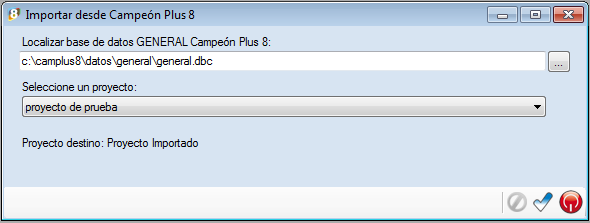 Importar desde Campeón Plus 8
Localizar base de datos GENERAL Campeón Plus 8:
c:\camplus8\datos\general\general.dbc
...
Seleccione un proyecto:
proyecto de prueba
Proyecto destino: Proyecto Importado